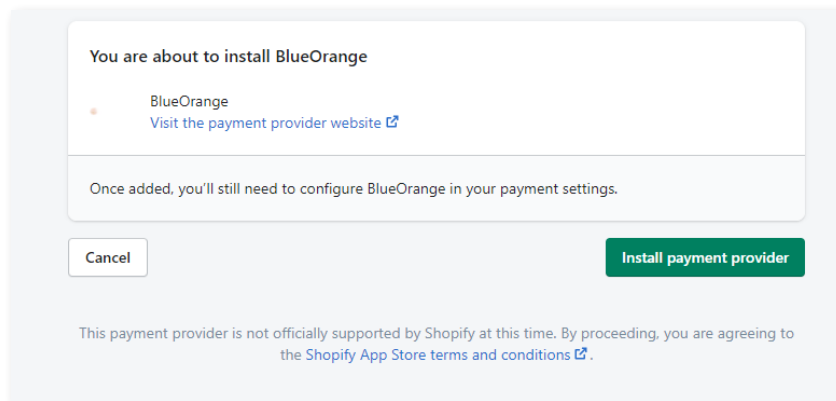 You are about to install BlueOrange
BlueOrange
Visit the payment provider website
Once added, you'll still need to configure BlueOrange in your payment settings.
Cancel
Install payment provider
This payment provider is not officially supported by Shopify at this time. By proceeding, you are agreeing to
the Shopify App Store terms and conditions .